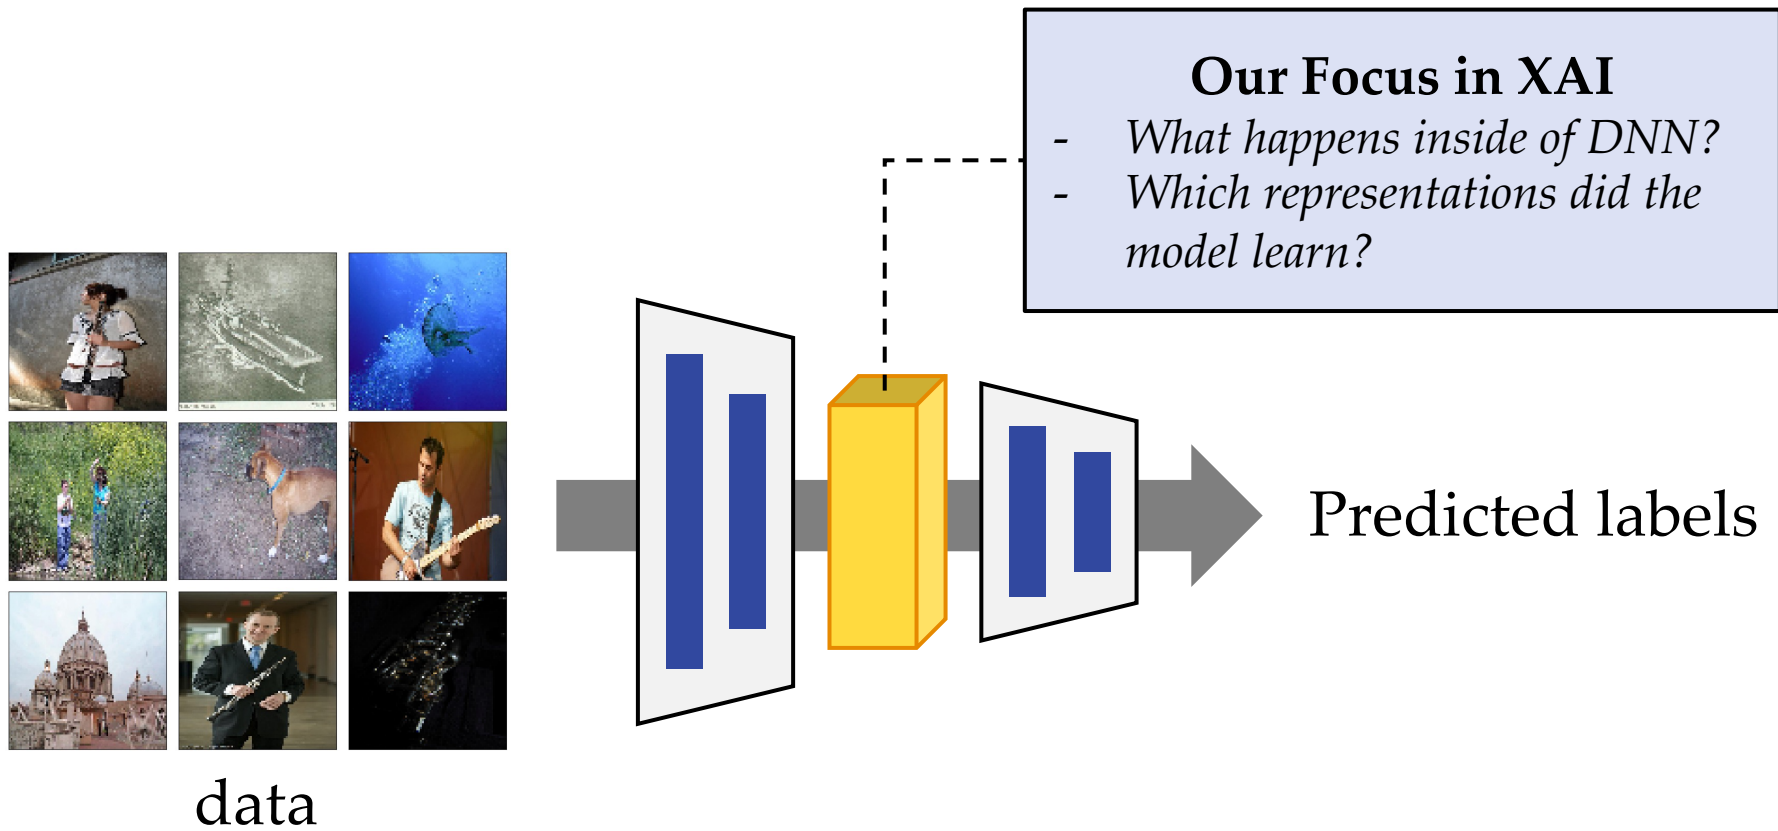 Our Focus in XAI
- What happens inside of DNN?
- Which representations did the
model learn?
Predicted labels
data